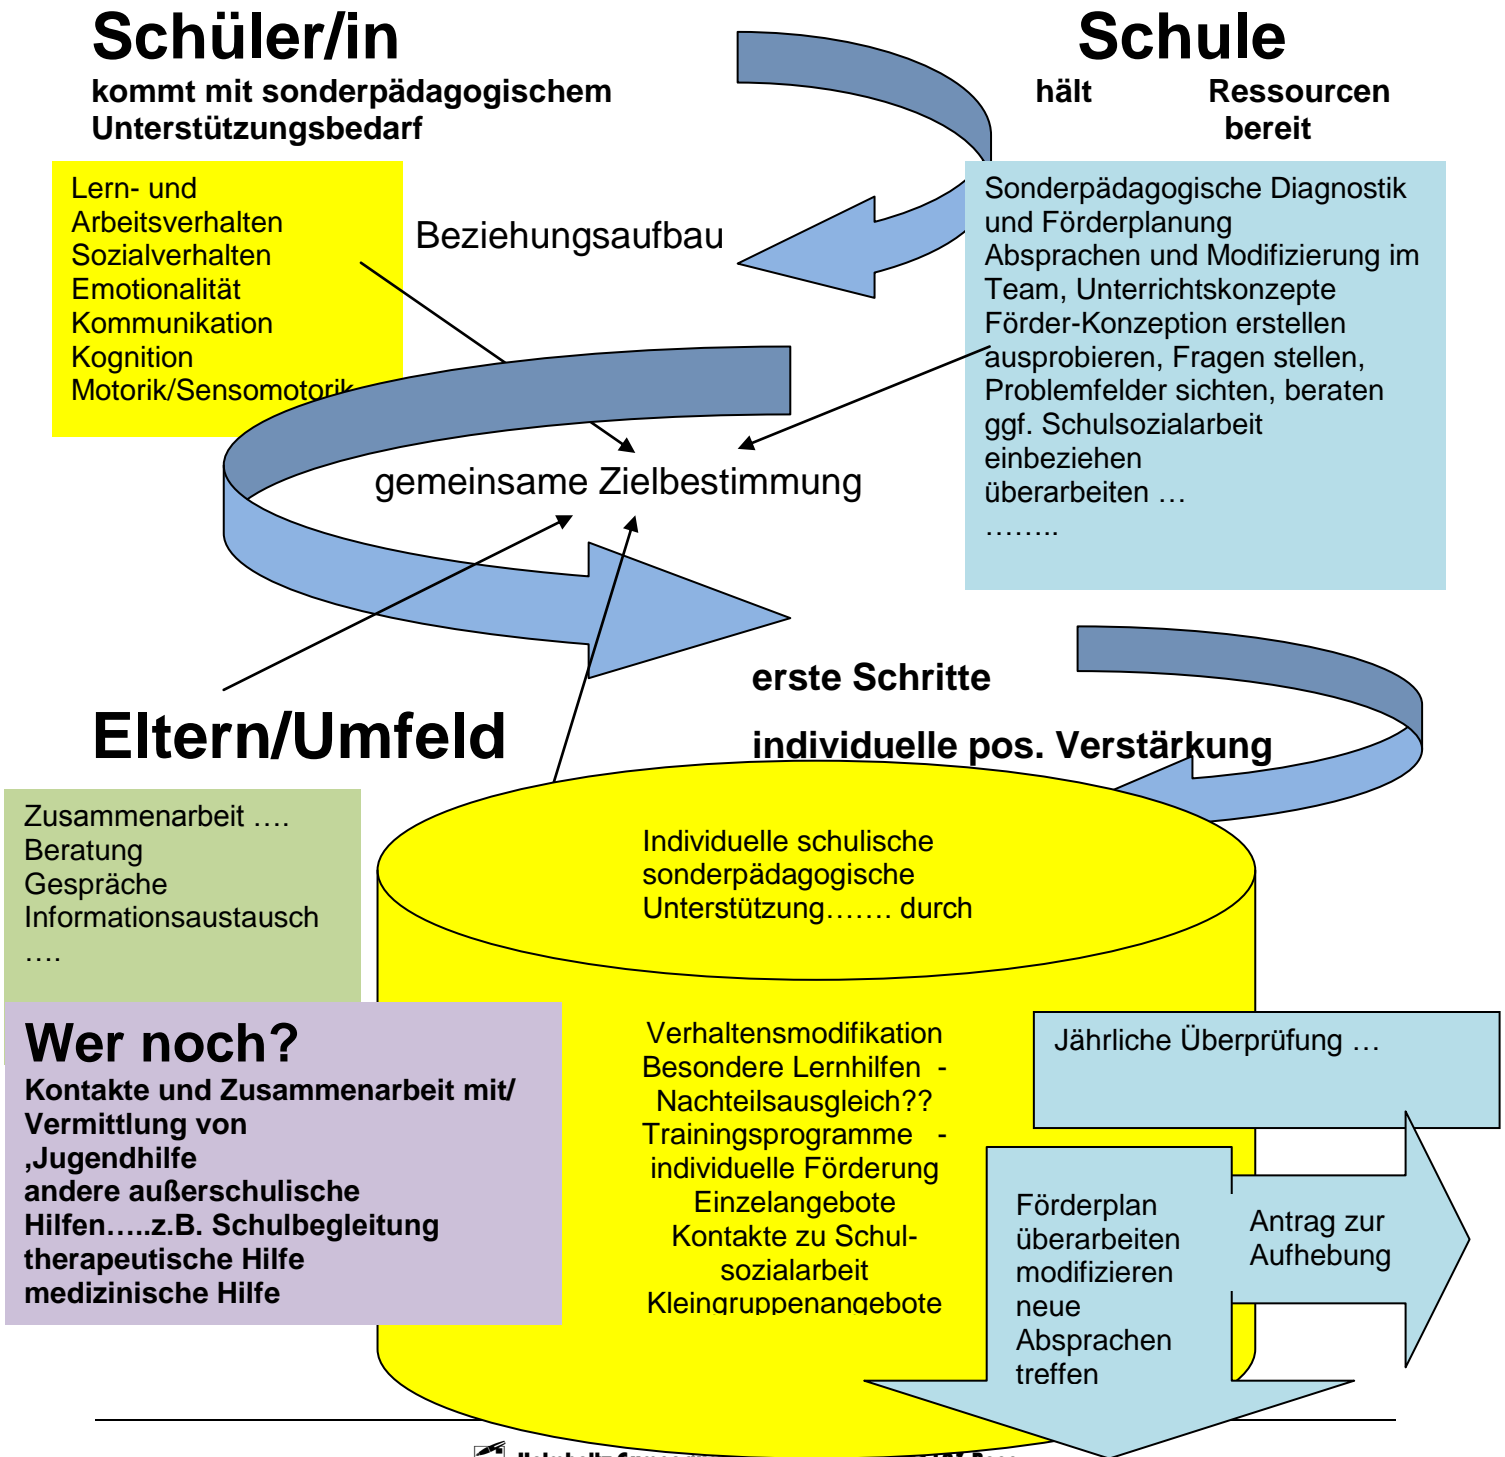 Schüler/in
kommt mit sonderpädagogischem
Unterstützungsbedarf
Schule
hält Ressourcen
bereit
Lern- und
Arbeitsverhalten
Sozialverhalten
Emotionalität
Kommunikation
Kognition
Motorik/Sensomotorik
Beziehungsaufbau
Sonderpädagogische Diagnostik
und Förderplanung
Absprachen und Modifizierung im
Team, Unterrichtskonzepte
Förder-Konzeption erstellen
ausprobieren, Fragen stellen,
Problemfelder sichten, beraten
ggf. Schulsozialarbeit
einbeziehen
überarbeiten …
……..
gemeinsame Zielbestimmung
erste Schritte
individuelle pos. Verstärkung
Eltern/Umfeld
Zusammenarbeit ….
Beratung
Gespräche
Informationsaustausch
….
Wer noch?
Kontakte und Zusammenarbeit mit/
Vermittlung von
,Jugendhilfe
andere außerschulische
Hilfen…..z.B. Schulbegleitung
therapeutische Hilfe
medizinische Hilfe
Individuelle schulische
sonderpädagogische
Unterstützung……. durch
Verhaltensmodifikation
Besondere Lernhilfen -
Nachteilsausgleich??
Trainingsprogramme -
individuelle Förderung
Einzelangebote
Kontakte zu Schul-
sozialarbeit
Kleingruppenangebote
Jährliche Überprüfung …
Förderplan
überarbeiten
modifizieren
neue
Absprachen
treffen
Antrag zur
Aufhebung